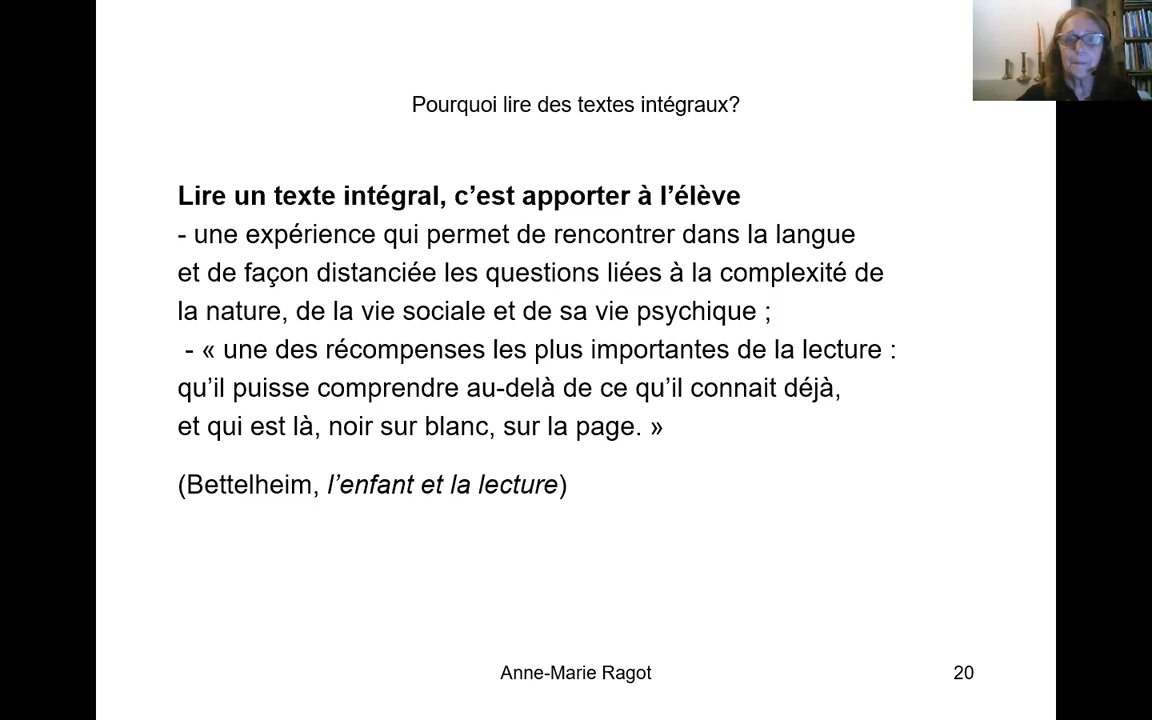 Pourquoi lire des textes intégraux?
Lire un texte intégral, c’est apporter à l’élève
- une expérience qui permet de rencontrer dans la langue
et de façon distanciée les questions liées à la complexité de
la nature, de la vie sociale et de sa vie psychique ;
- « une des récompenses les plus importantes de la lecture :
qu’il puisse comprendre au-delà de ce qu’il connait déjà,
et qui est là, noir sur blanc, sur la page. »
(Bettelheim, l’enfant et la lecture)
Anne-Marie Ragot
20